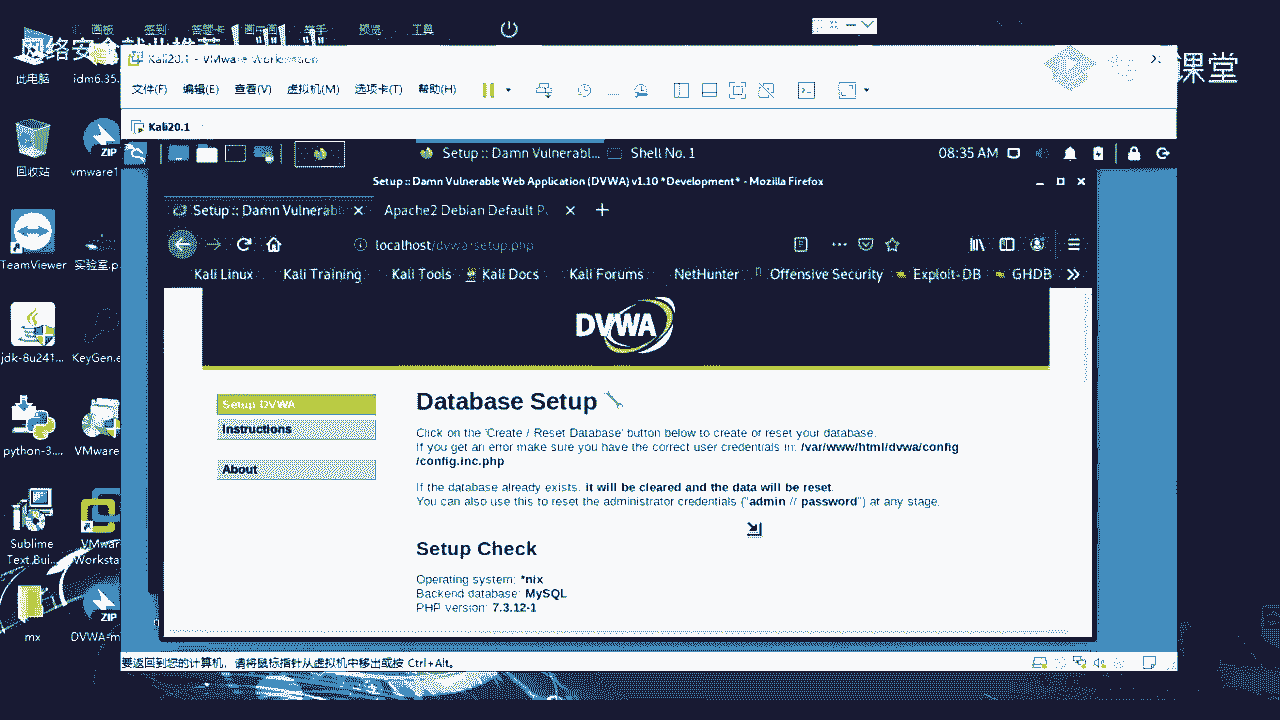 画板 签到 答题卡 画中画 举手 预览 工具
网络安全就业推荐
课堂
此电脑
idm6.35.
回收站
vmware1
TeamViewer
实验室.p
jdk-8u241...
KeyGen.e
python-3....
VMware
Sublime
Text.Bui...
VMwar
Worksta
mx
DVWA-m
Kali20.1 - VMware Workstation
文件(F) 编辑(E) 查看(V) 虚拟机(M) 选项卡(T) 帮助(H)
Kali20.1
Setup :: Damn Vulnerabl... Shell No. 1 08:35 AM
Setup :: Damn Vulnerable Web Application (DVWA) v1.10 *Development* - Mozilla Firefox
Setup :: Damn Vulnerabl Apache2 Debian Default P.
localhost/dvwa/setup.php
Kali Linux Kali Training Kali Tools Kali Docs Kali Forums NetHunter Offensive Security Exploit-DB GHDB
DVWA
Setup DVWA
Instructions
About
Database Setup
Click on the 'Create / Reset Database' button below to create or reset your database.
If you get an error make sure you have the correct user credentials in: /var/www/html/dvwa/config
/config.inc.php
If the database already exists, it will be cleared and the data will be reset.
You can also use this to reset the administrator credentials ("admin // password") at any stage.
Setup Check
Operating system: *nix
Backend database: MySQL
PHP version: 7.3.12-1
要返回到您的计算机，请将鼠标指针从虚拟机中移出或按 Ctrl+Alt。